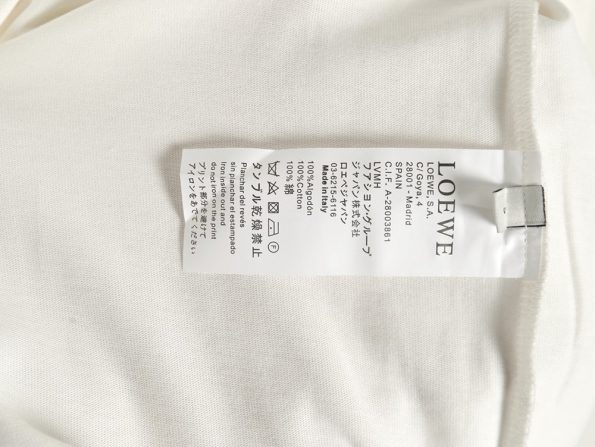 LOEWE
LOEWE, S.A.
C/ Goya, 4
28001 - Madrid
SPAIN
C.I.F. A-28003861
LVMH
フアシヨン・グループ
ジャパン株式会社
ロエベジャパン
03-6215-6116
Made in Italy
100%Algodón
100%Cotton
100%綿
タンブル乾燥禁止
Planchar del revés
sin planchar el estampado
Iron inside out and
do not iron on the print
プリント部分を避けて
アイロンをあててください